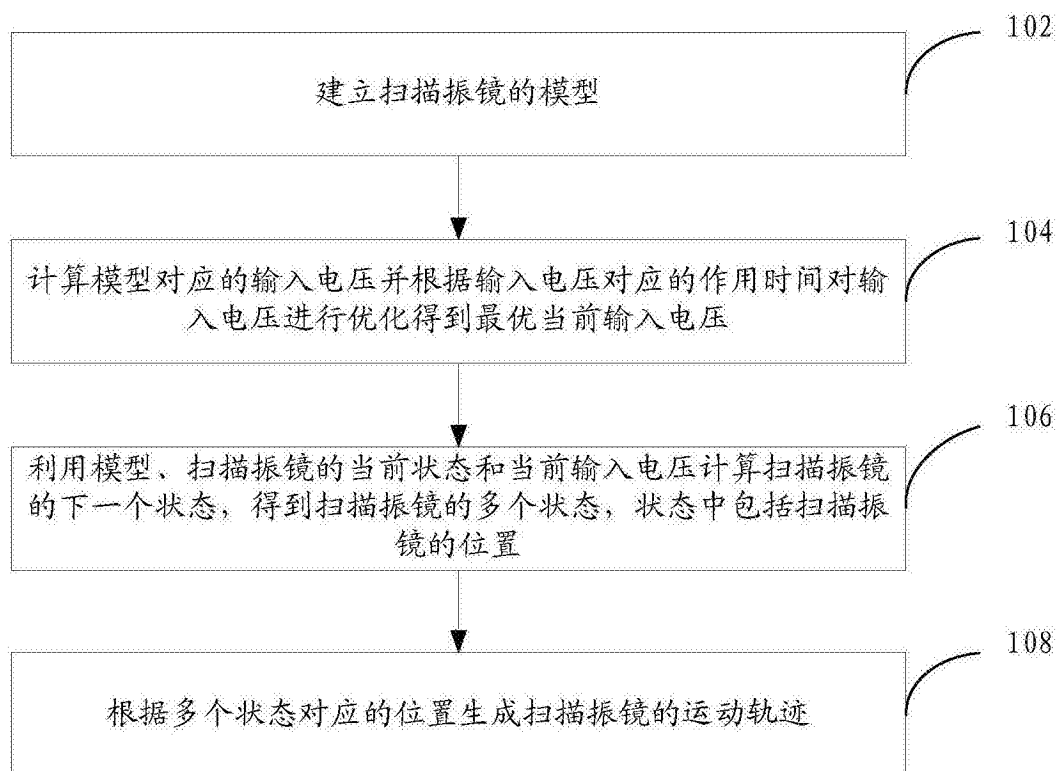 102
建立扫描振镜的模型
104
计算模型对应的输入电压并根据输入电压对应的作用时间对输
入电压进行优化得到最优当前输入电压
106
利用模型、扫描振镜的当前状态和当前输入电压计算扫描振镜
的下一个状态，得到扫描振镜的多个状态，状态中包括扫描振
镜的位置
108
根据多个状态对应的位置生成扫描振镜的运动轨迹